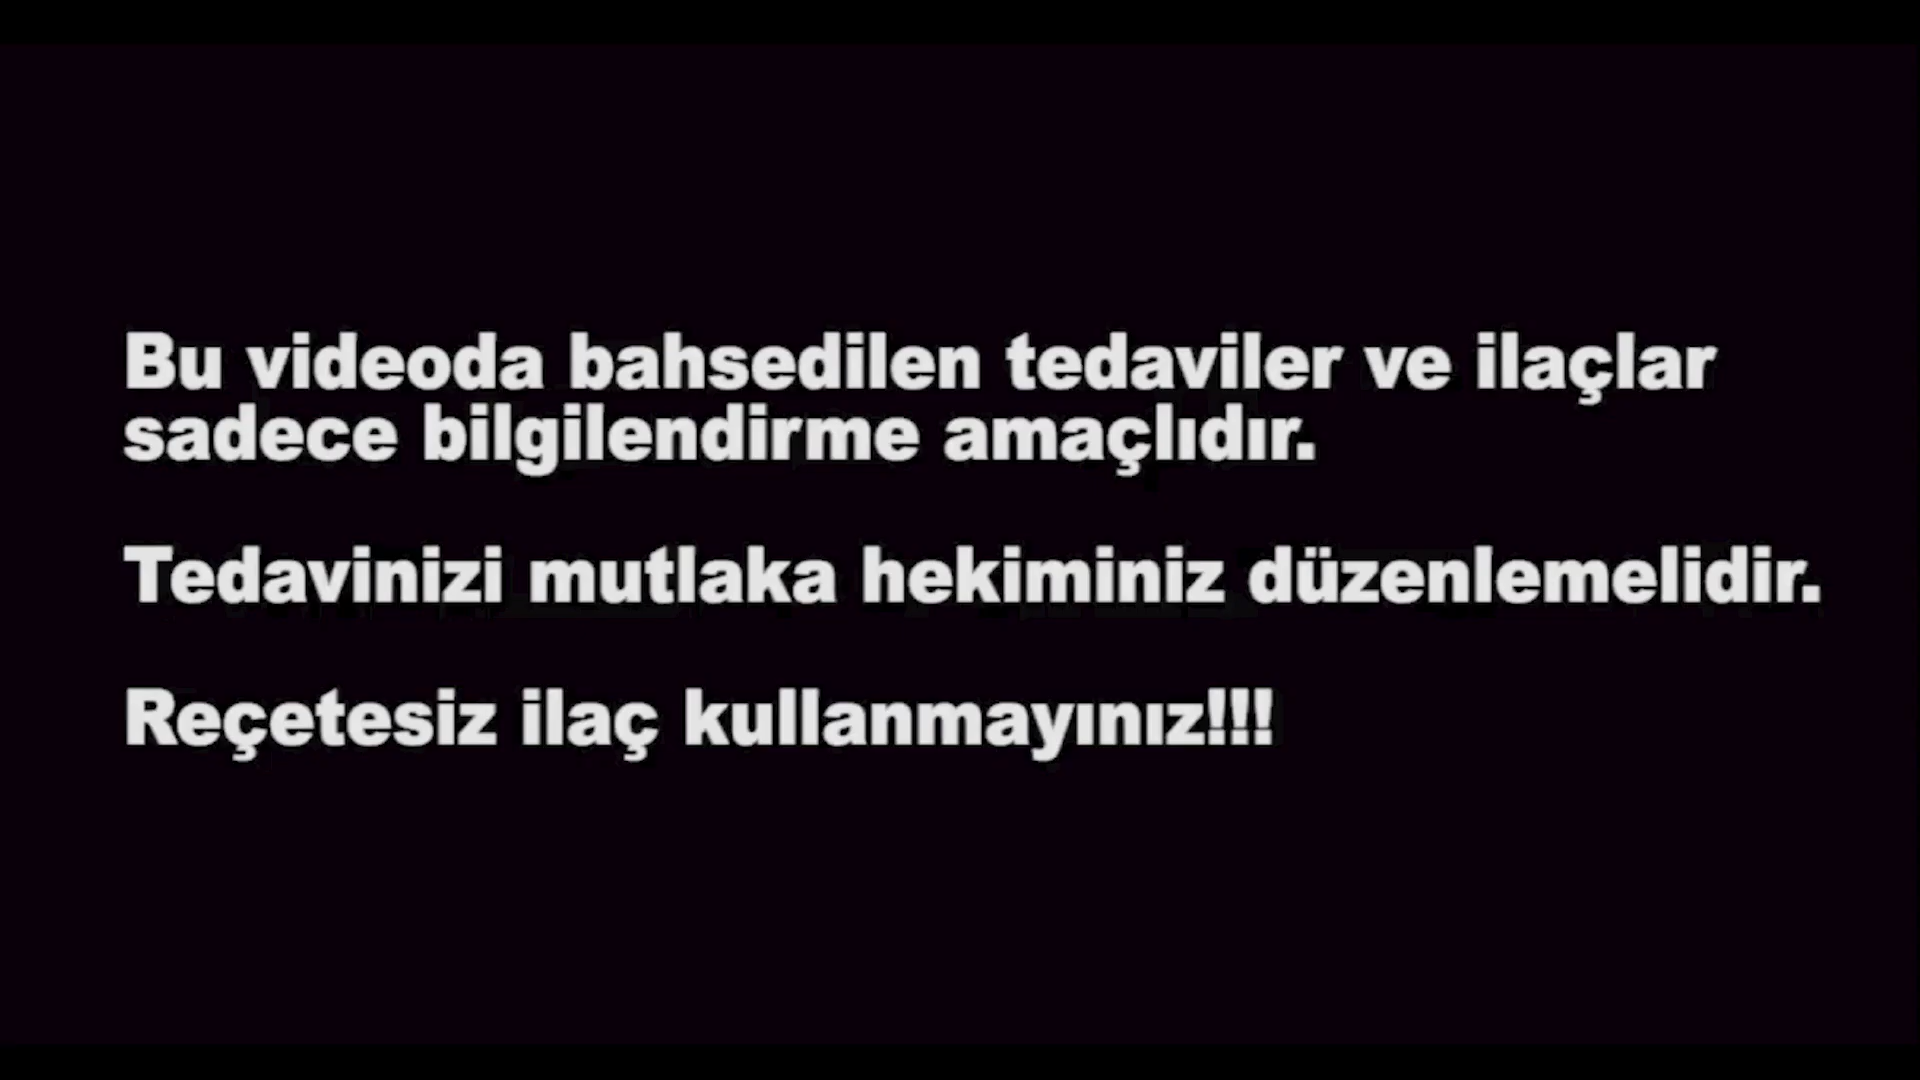 Bu videoda bahsedilen tedaviler ve ilaçlar
sadece bilgilendirme amaçlıdır.
Tedavinizi mutlaka hekiminiz düzenlemelidir.
Reçetesiz ilaç kullanmayınız!!!